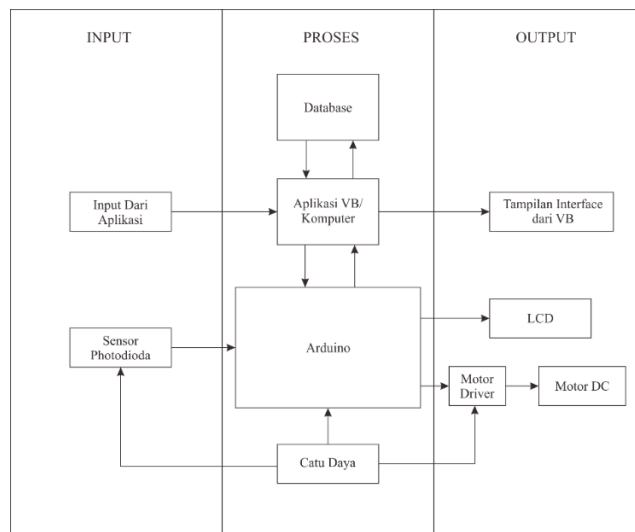 INPUT
PROSES
OUTPUT
Database
Input Dari
Aplikasi
Aplikasi VB/
Komputer
Tampilan Interface
dari VB
Sensor
Photodioda
Arduino
LCD
Motor
Driver
Motor DC
Catu Daya